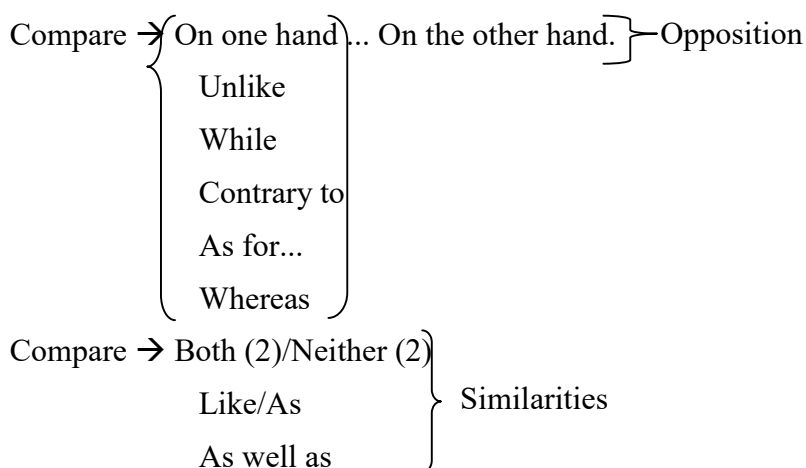 Compare → On one hand ... On the other hand. Opposition
Unlike
While
Contrary to
As for...
Whereas
Compare → Both (2)/Neither (2)
Like/As Similarities
As well as